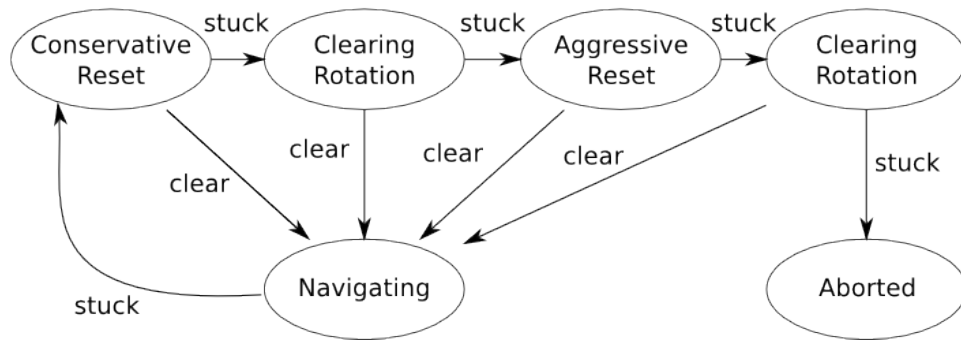 stuck
stuck
stuck
Conservative
Reset
Clearing
Rotation
Aggressive
Reset
Clearing
Rotation
clear
clear
clear
clear
stuck
Navigating
Aborted
stuck